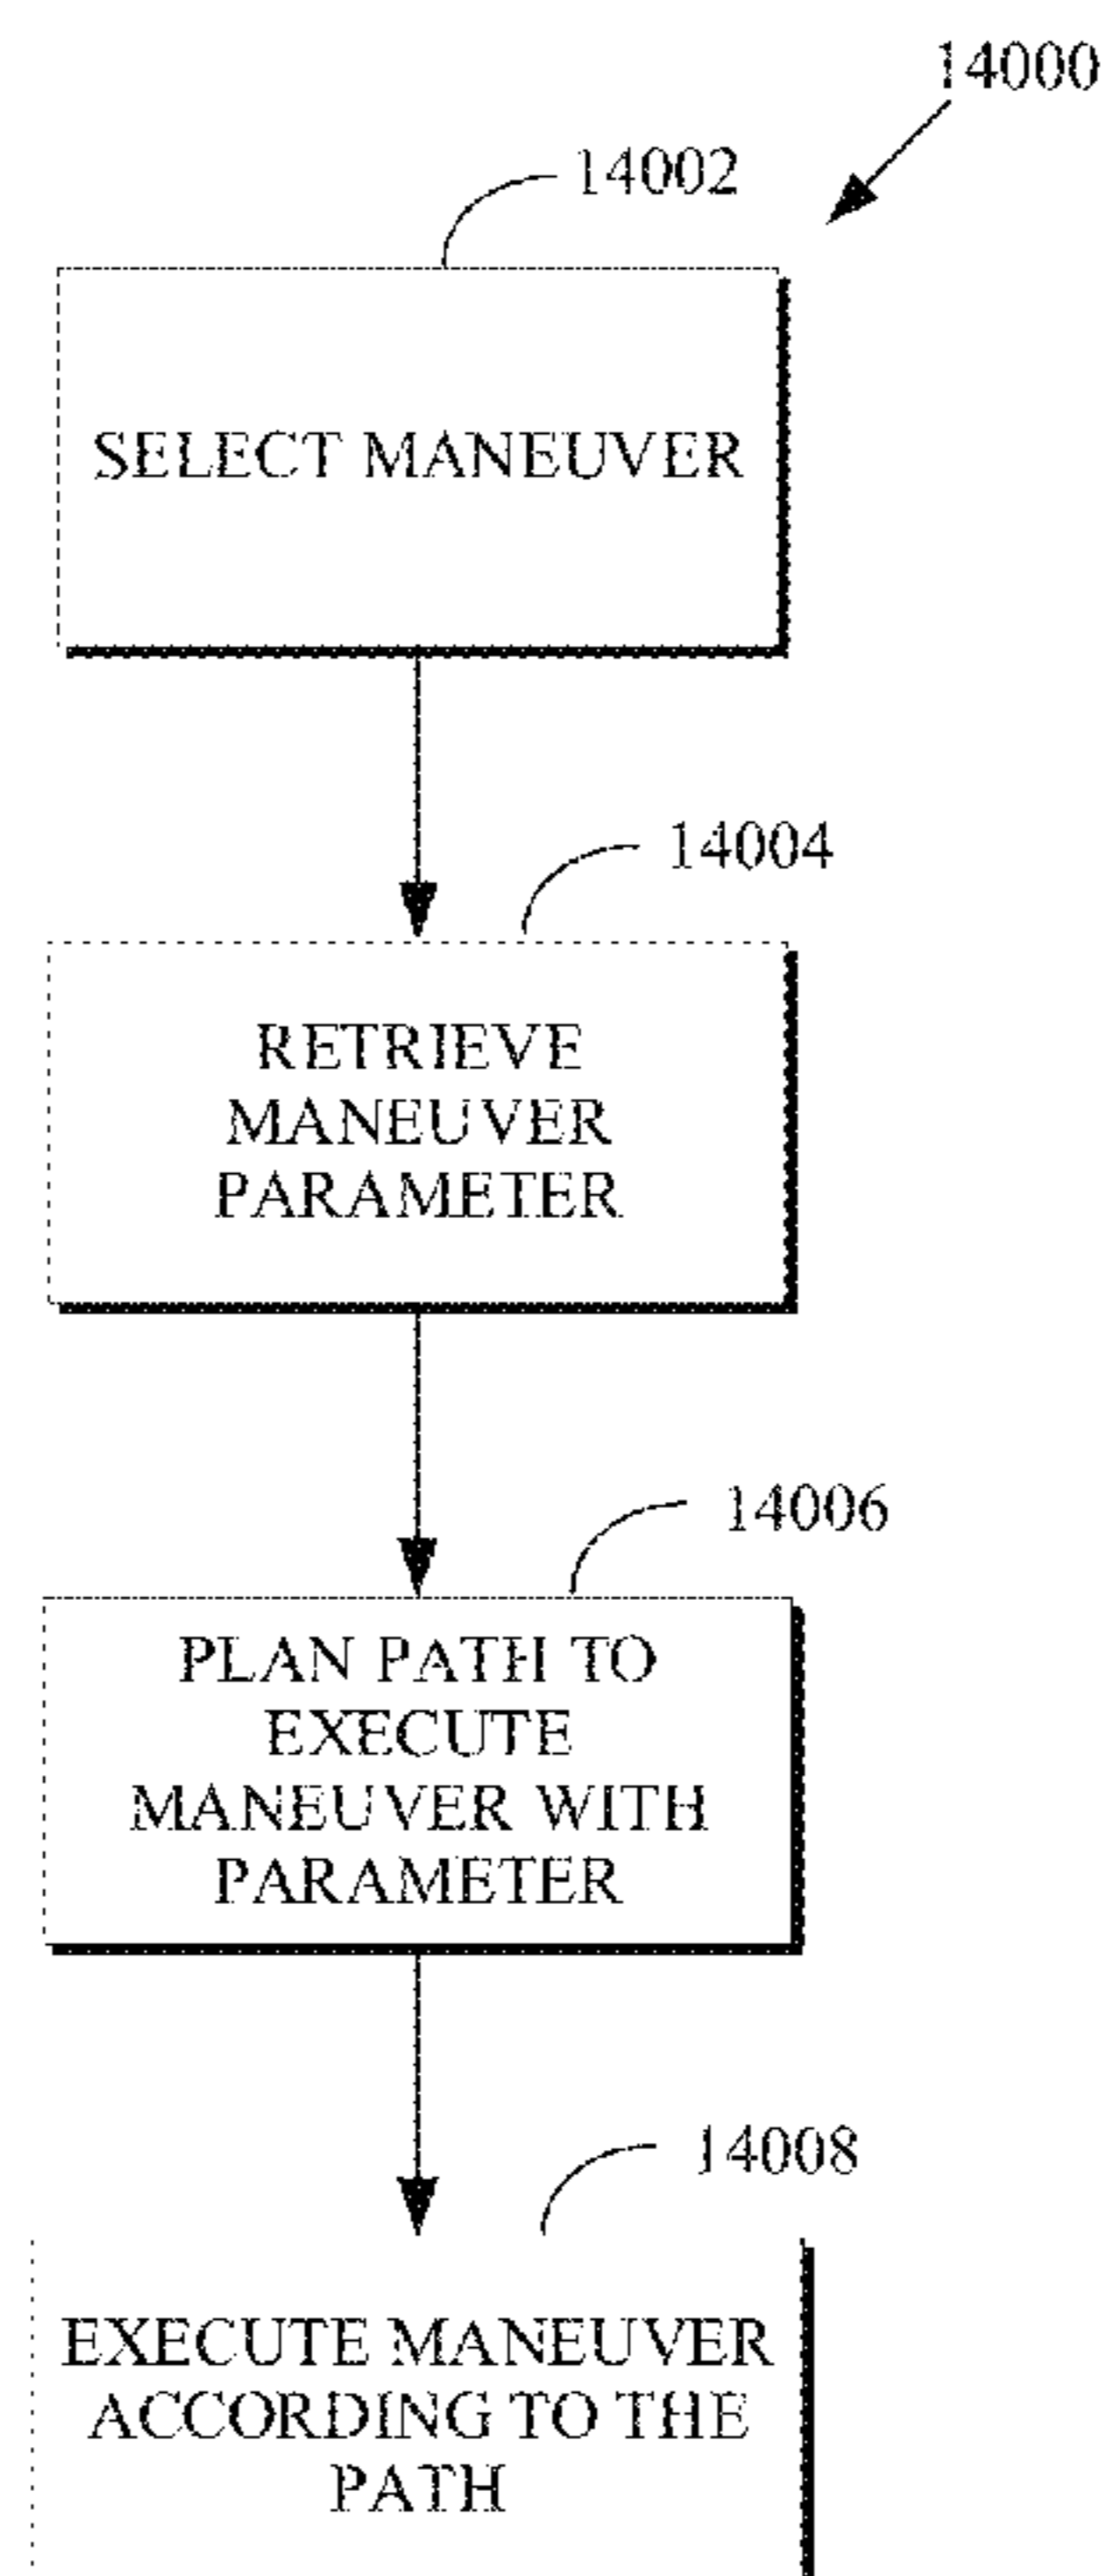 14000
14002
SELECT MANEUVER
14004
RETRIEVE
MANEUVER
PARAMETER
14006
PLAN PATH TO
EXECUTE
MANEUVER WITH
PARAMETER
14008
EXECUTE MANEUVER
ACCORDING TO THE
PATH